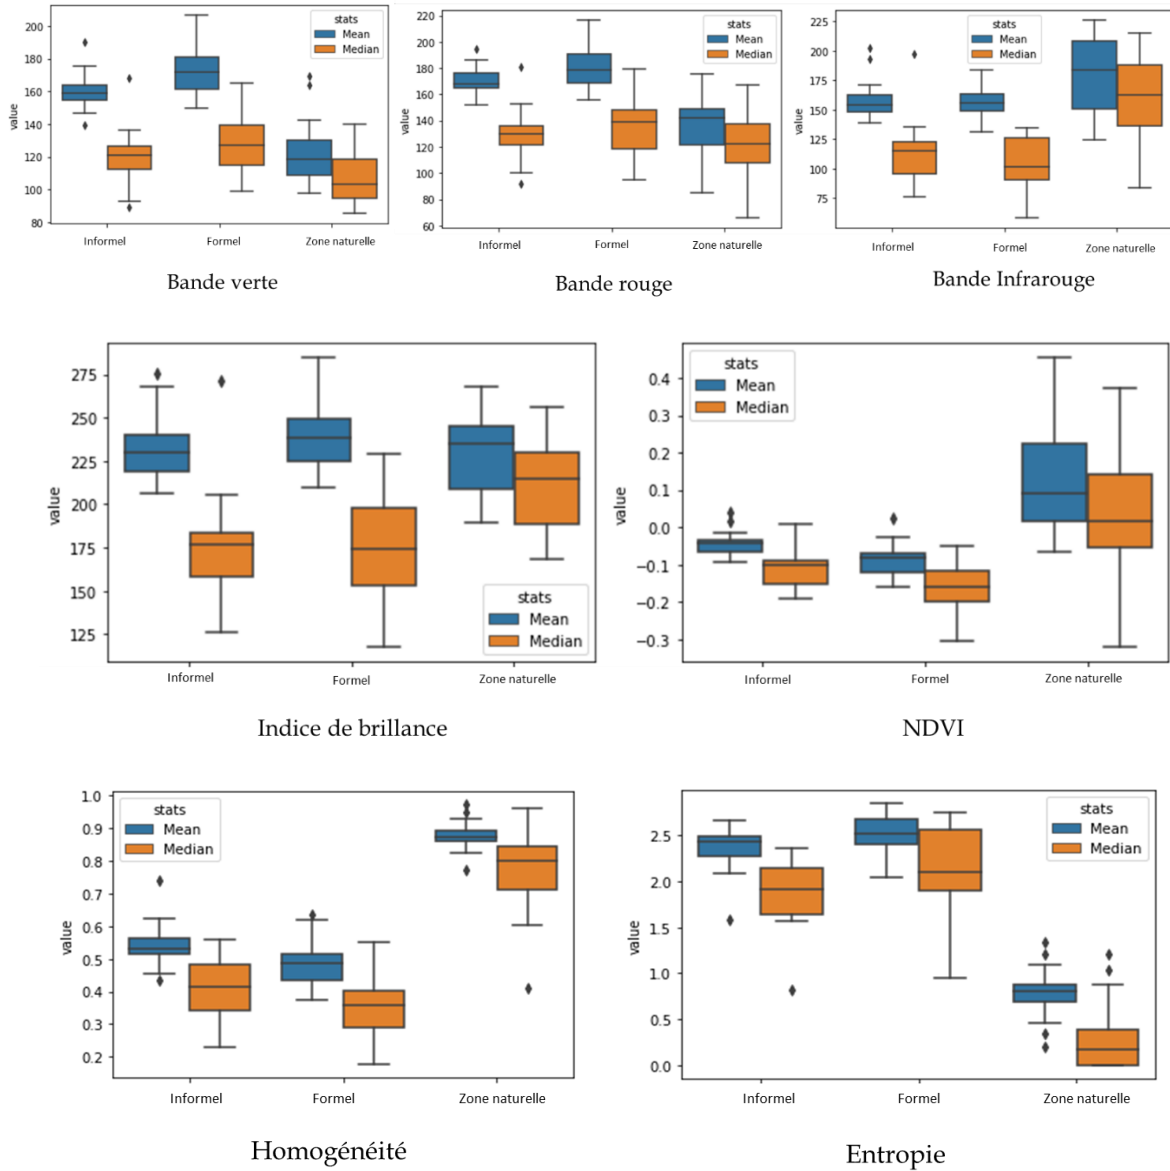 stats
Mean
Median
value
200
180
160
140
120
100
80
Informel
Formel
Zone naturelle
Bande verte
stats
Mean
Median
value
220
200
180
160
140
120
100
80
60
Informel
Formel
Zone naturelle
Bande rouge
stats
Mean
Median
value
225
200
175
150
125
100
75
Informel
Formel
Zone naturelle
Bande Infrarouge
275
250
225
200
175
150
125
value
stats
Mean
Median
Informel
Formel
Zone naturelle
Indice de brillance
stats
Mean
Median
0.4
0.3
0.2
0.1
0.0
−0.1
−0.2
−0.3
value
Informel
Formel
Zone naturelle
NDVI
stats
Mean
Median
1.0
0.9
0.8
0.7
0.6
0.5
0.4
0.3
0.2
value
Informel
Formel
Zone naturelle
Homogénéité
stats
Mean
Median
2.5
2.0
1.5
1.0
0.5
0.0
value
Informel
Formel
Zone naturelle
Entropie